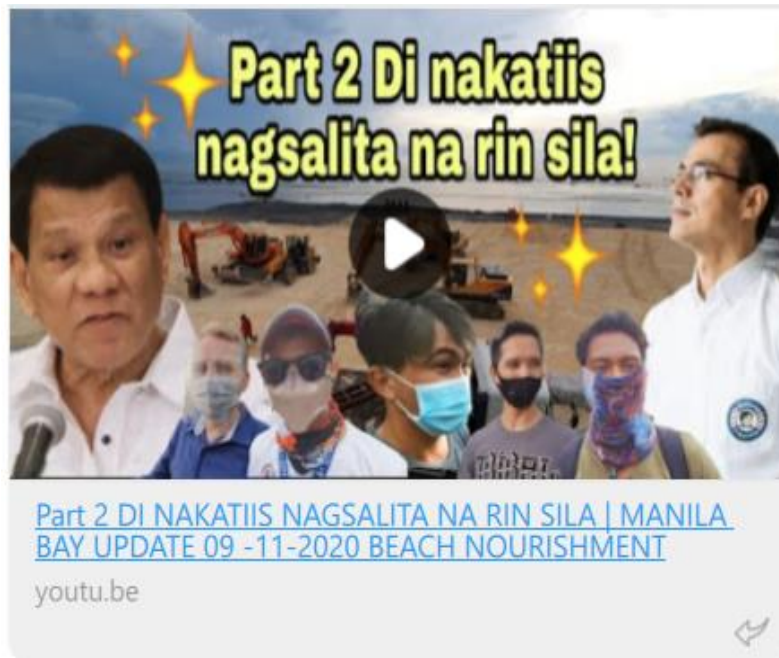 Part 2 Di nakatiis
nagsalita na rin sila!
Part 2 DI NAKATIIS NAGSALITA NA RIN SILA | MANILA
BAY UPDATE 09 -11-2020 BEACH NOURISHMENT
youtu.be